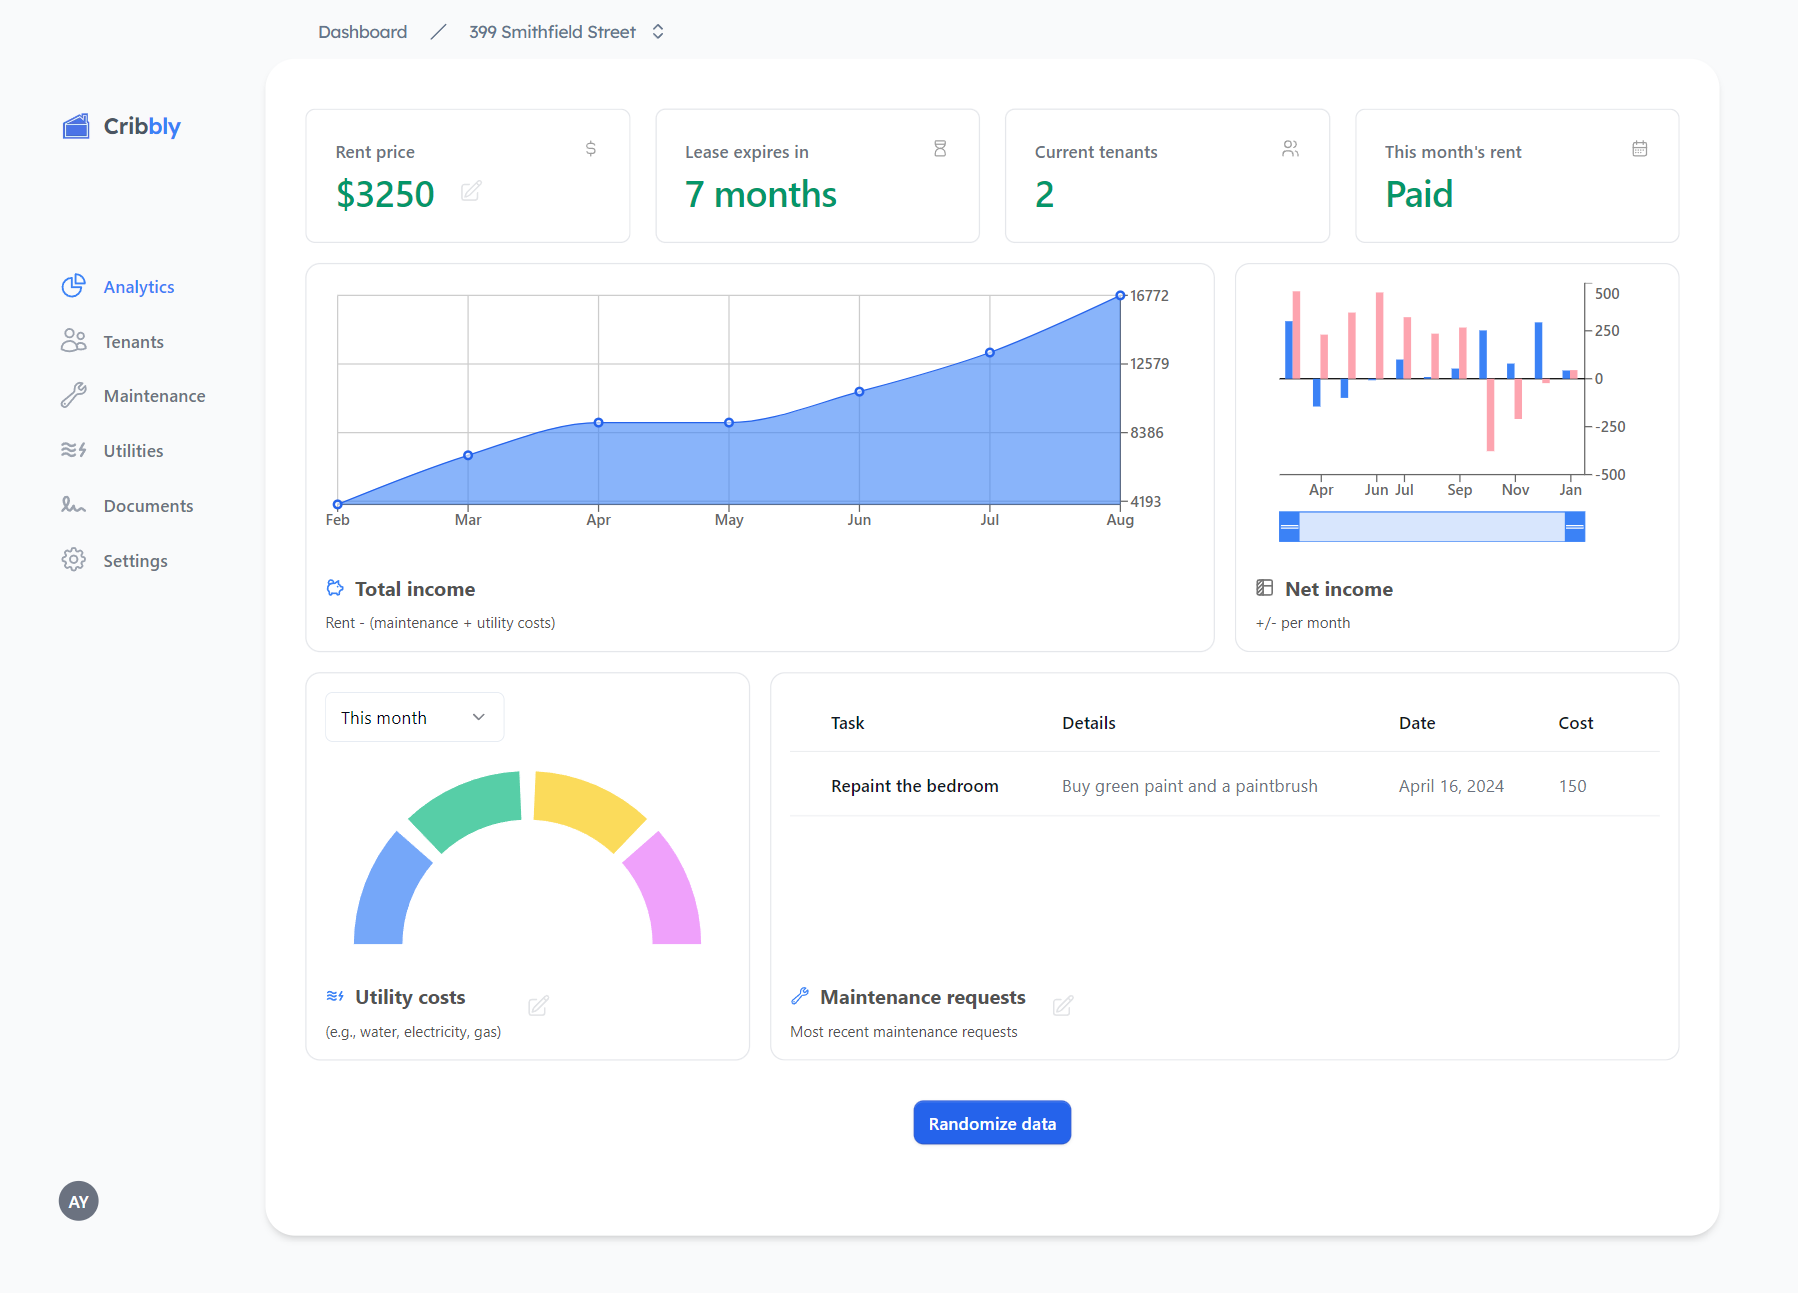 Dashboard / 399 Smithfield Street
Cribbly
Analytics
Tenants
Maintenance
Utilities
Documents
Settings
AY
Rent price
$
$3250
Lease expires in
7 months
Current tenants
2
This month's rent
Paid
16772
12579
8386
4193
Feb Mar Apr May Jun Jul Aug
Total income
Rent - (maintenance + utility costs)
500
250
0
-250
-500
Apr Jun Jul Sep Nov Jan
Net income
+/- per month
This month
Utility costs
(e.g., water, electricity, gas)
Task Details Date Cost
Repaint the bedroom Buy green paint and a paintbrush April 16, 2024 150
Maintenance requests
Most recent maintenance requests
Randomize data